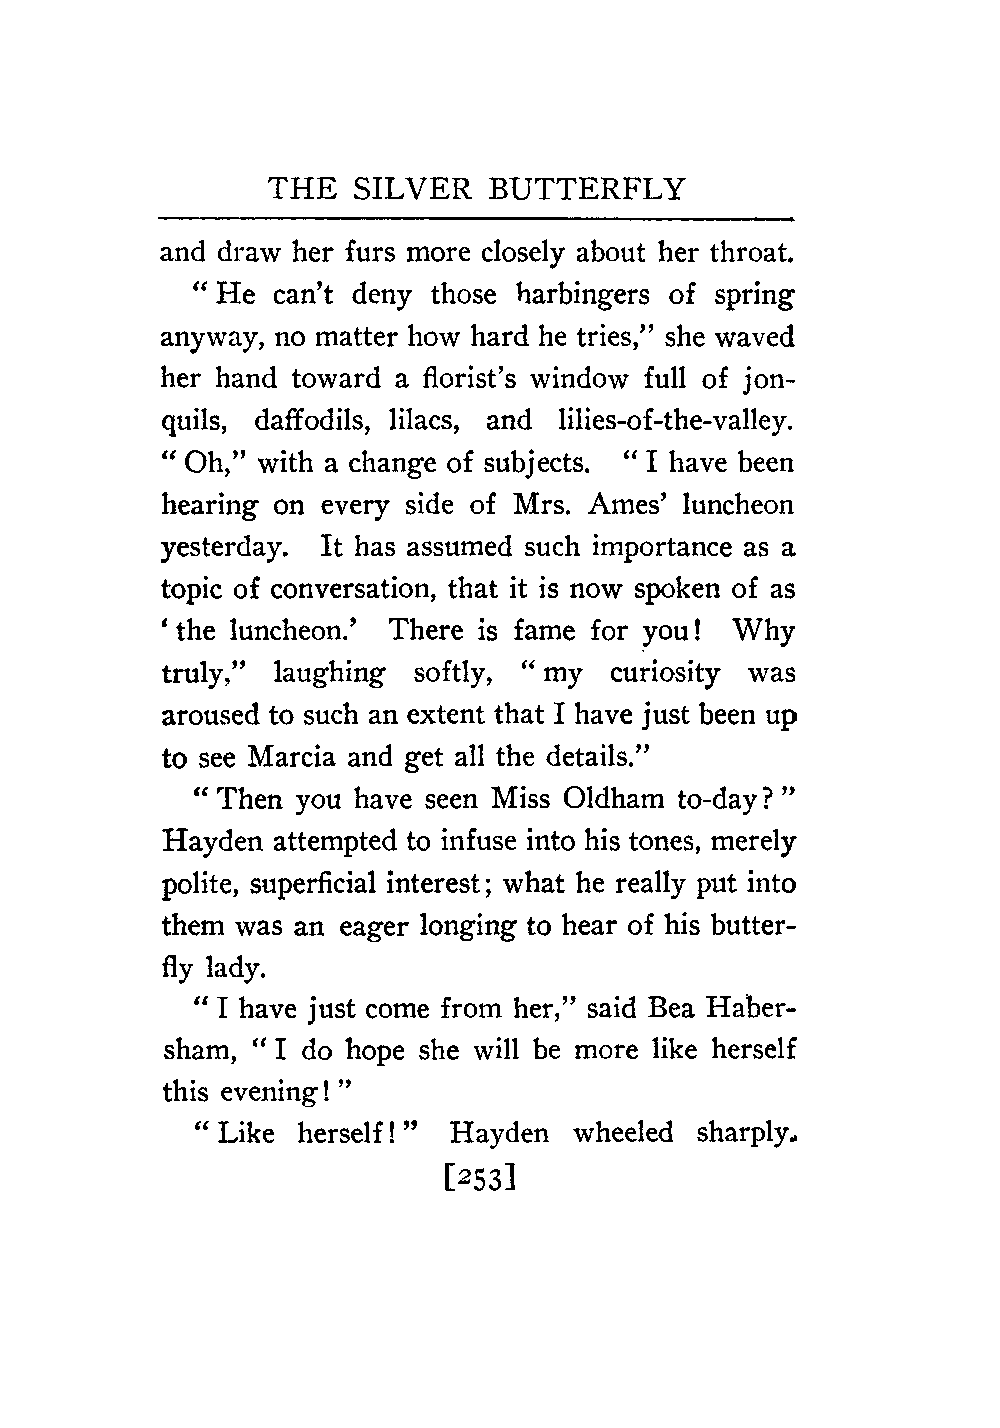 THE SILVER BUTTERFLY
and draw her furs more closely about her throat.
“ He can’t deny those harbingers of spring
anyway, no matter how hard he tries,” she waved
her hand toward a florist’s window full of jon-
quils, daffodils, lilacs, and lilies-of-the-valley.
“ Oh,” with a change of subjects. “ I have been
hearing on every side of Mrs. Ames’ luncheon
yesterday. It has assumed such importance as a
topic of conversation, that it is now spoken of as
‘ the luncheon.’ There is fame for you! Why
truly,” laughing softly, “ my curiosity was
aroused to such an extent that I have just been up
to see Marcia and get all the details.”
“ Then you have seen Miss Oldham to-day? ”
Hayden attempted to infuse into his tones, merely
polite, superficial interest; what he really put into
them was an eager longing to hear of his butter-
fly lady.
“ I have just come from her,” said Bea Haber-
sham, “ I do hope she will be more like herself
this evening! ”
“ Like herself! ” Hayden wheeled sharply.
[253]